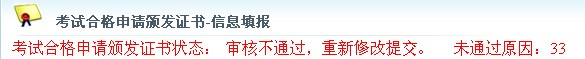 考试合格申请颁发证书-信息填报
考试合格申请颁发证书状态： 审核不通过，重新修改提交。 未通过原因：33